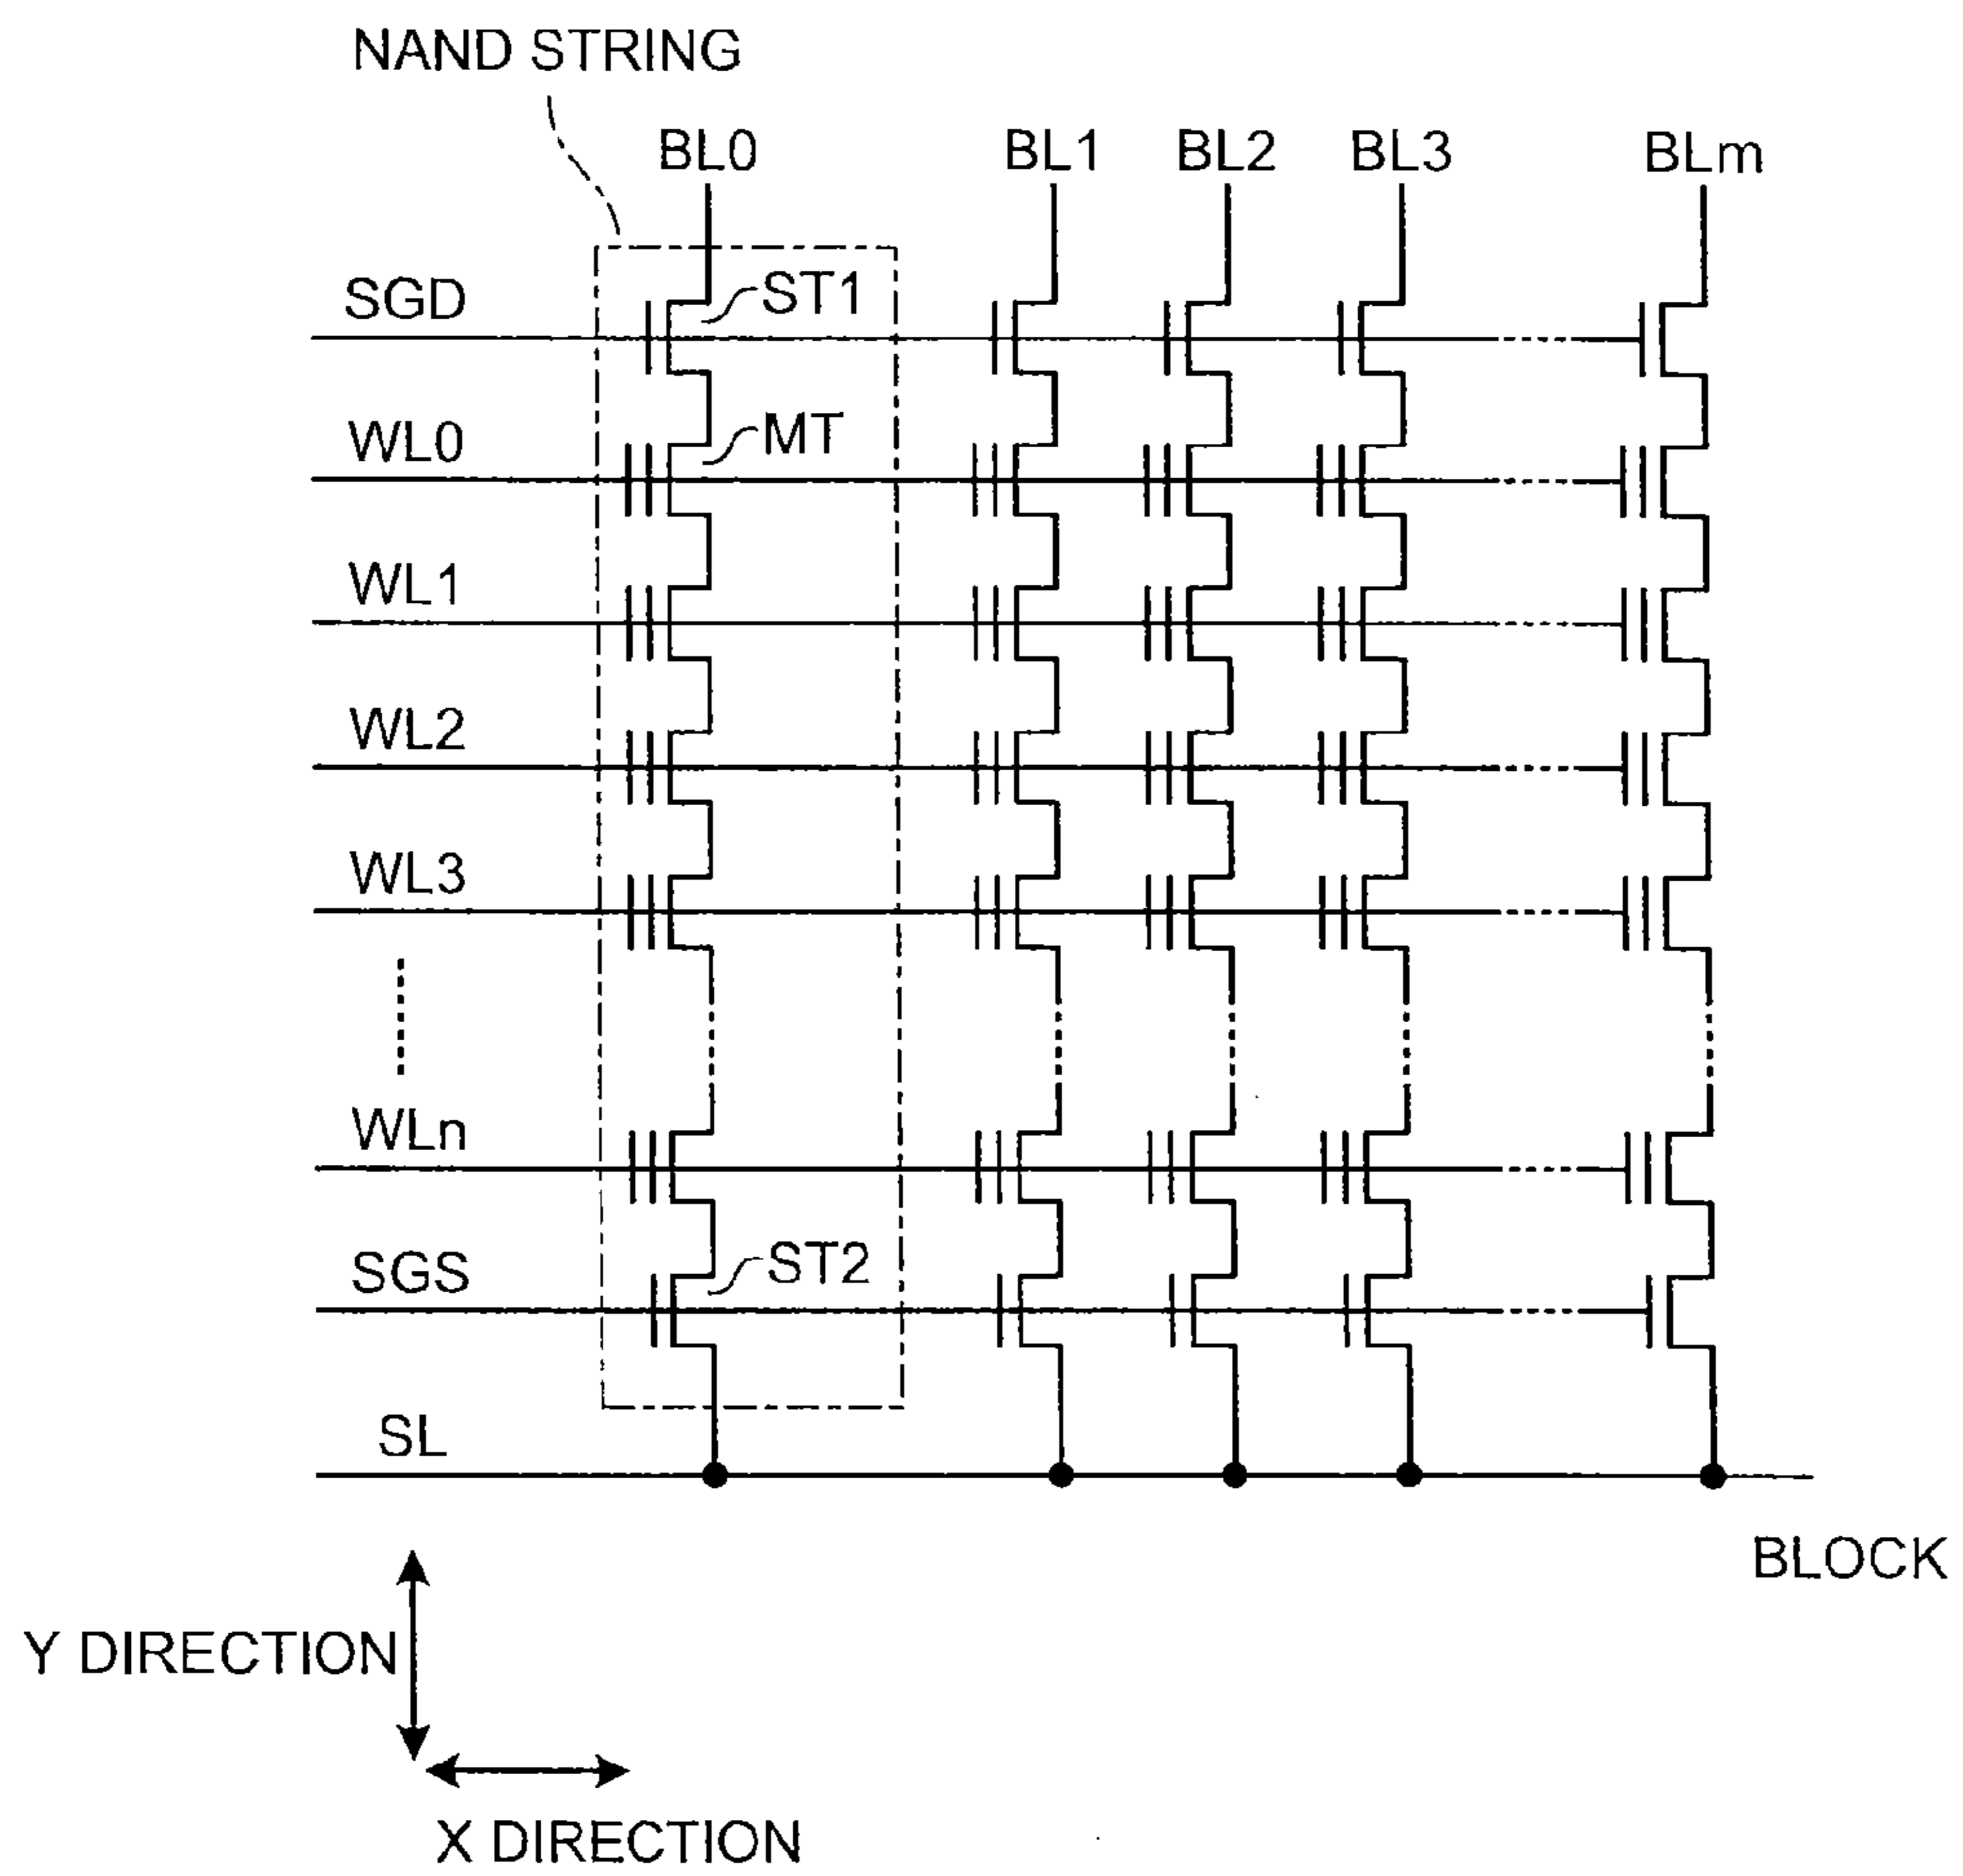 NAND STRING
BL0 BL1 BL2 BL3 BLm
SGD ST1
WL0 MT
WL1
WL2
WL3
WLn
SGS ST2
SL
BLOCK
Y DIRECTION
X DIRECTION